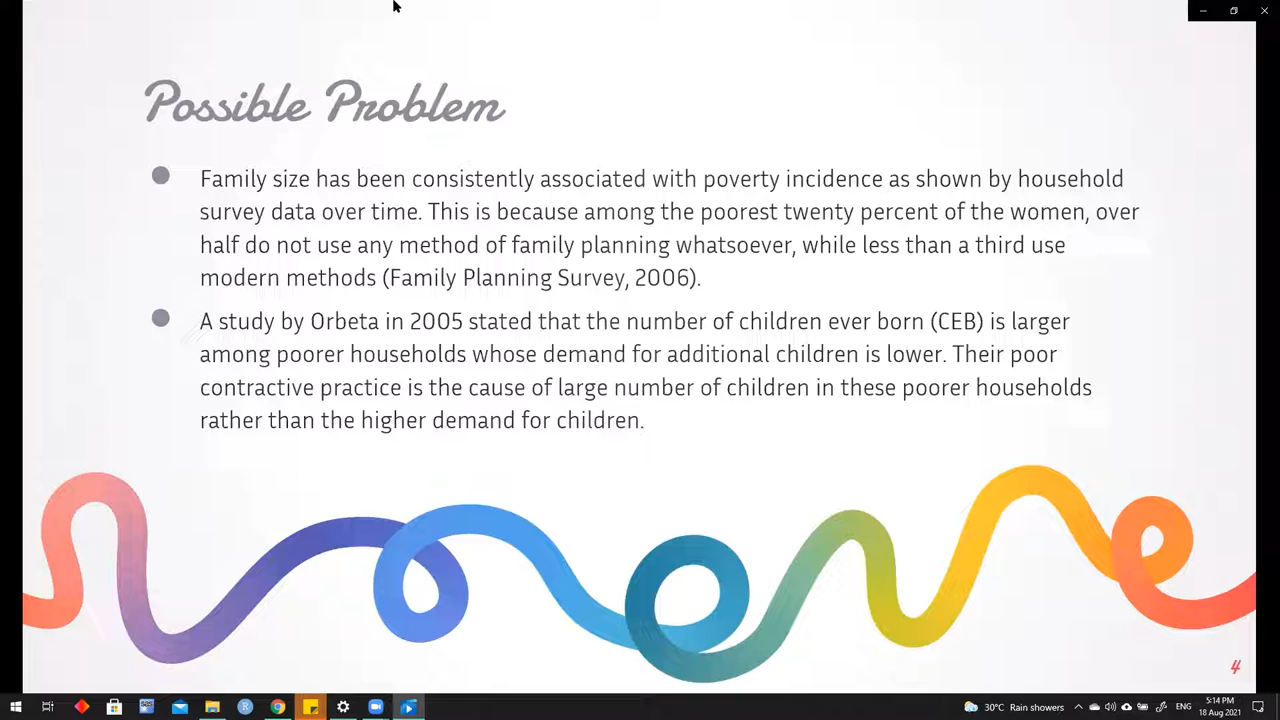 Possible Problem
Family size has been consistently associated with poverty incidence as shown by household
survey data over time. This is because among the poorest twenty percent of the women, over
half do not use any method of family planning whatsoever, while less than a third use
modern methods (Family Planning Survey, 2006).
A study by Orbeta in 2005 stated that the number of children ever born (CEB) is larger
among poorer households whose demand for additional children is lower. Their poor
contractive practice is the cause of large number of children in these poorer households
rather than the higher demand for children.
4
30°C Rain showers
ENG
5:14 PM
18 Aug 2021